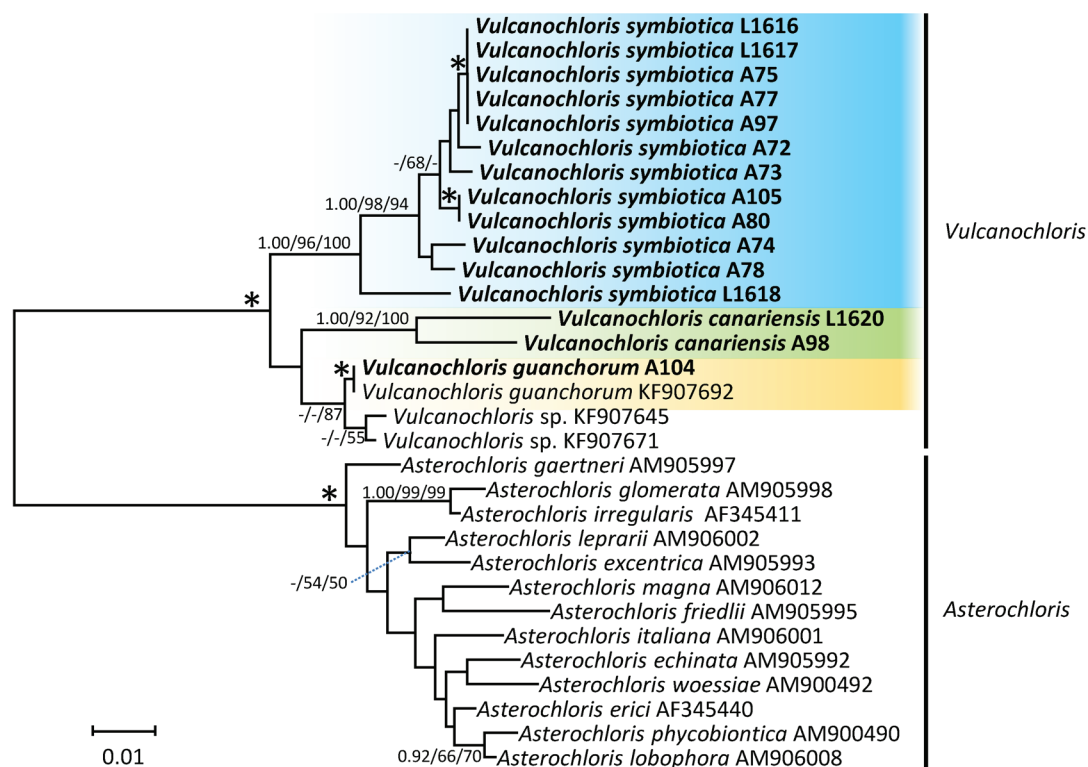 Vulcanochloris symbiotica L1616
Vulcanochloris symbiotica L1617
*
Vulcanochloris symbiotica A75
Vulcanochloris symbiotica A77
Vulcanochloris symbiotica A97
Vulcanochloris symbiotica A72
-/68/-
Vulcanochloris symbiotica A73
*
Vulcanochloris symbiotica A105
1.00/98/94
Vulcanochloris symbiotica A80
Vulcanochloris
1.00/96/100
Vulcanochloris symbiotica A74
Vulcanochloris symbiotica A78
*
Vulcanochloris symbiotica L1618
1.00/92/100
Vulcanochloris canariensis L1620
Vulcanochloris canariensis A98
*
Vulcanochloris guanchorum A104
Vulcanochloris guanchorum KF907692
-/-/87
Vulcanochloris sp. KF907645
-/-/55
Vulcanochloris sp. KF907671
Asterochloris gaertneri AM905997
*
1.00/99/99
Asterochloris glomerata AM905998
Asterochloris irregularis AF345411
Asterochloris leprarii AM906002
Asterochloris excentrica AM905993
-/54/50
Asterochloris magna AM906012
Asterochloris friedlii AM905995
Asterochloris
Asterochloris italiana AM906001
Asterochloris echinata AM905992
Asterochloris woessiae AM900492
Asterochloris erici AF345440
Asterochloris phycobiontica AM900490
0.92/66/70
Asterochloris lobophora AM906008
0.01